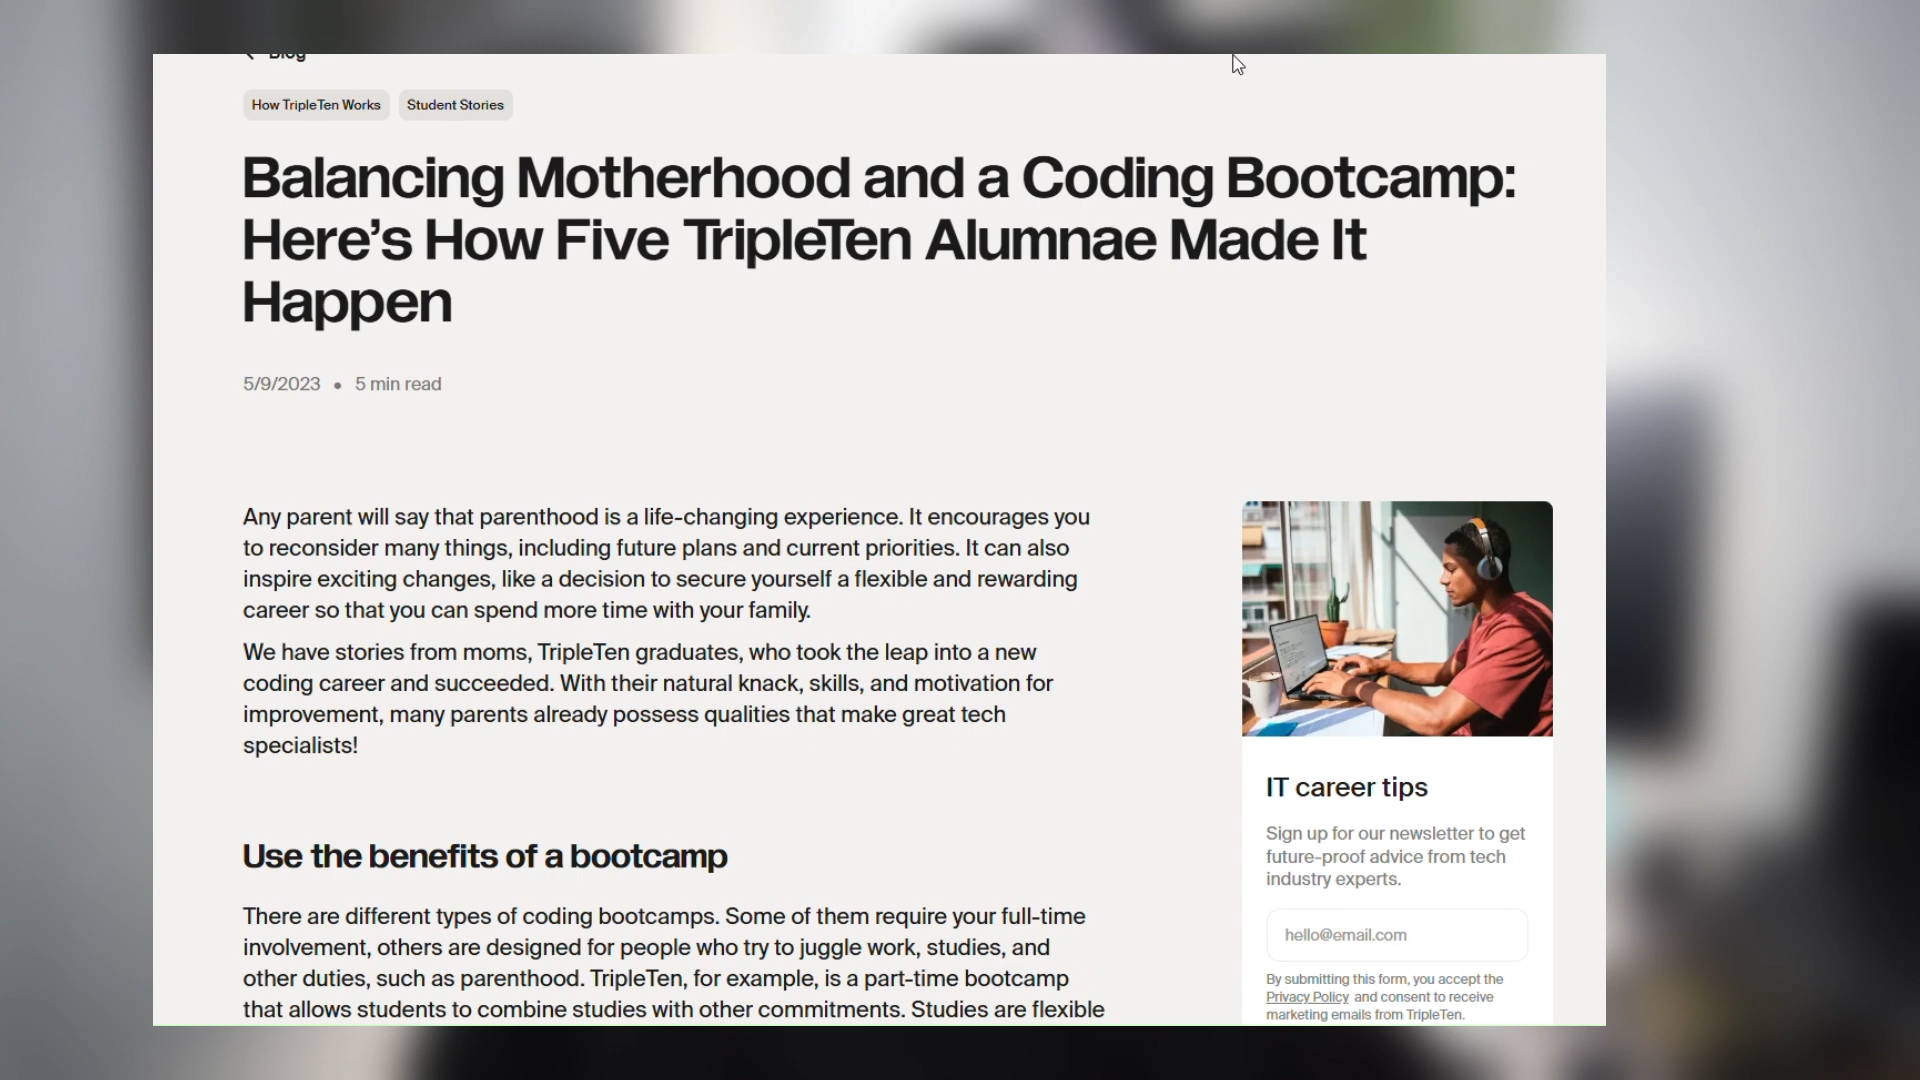 Blog
How TripleTen Works
Student Stories
Balancing Motherhood and a Coding Bootcamp:
Here’s How Five TripleTen Alumnae Made It
Happen
5/9/2023 • 5 min read
Any parent will say that parenthood is a life-changing experience. It encourages you
to reconsider many things, including future plans and current priorities. It can also
inspire exciting changes, like a decision to secure yourself a flexible and rewarding
career so that you can spend more time with your family.
We have stories from moms, TripleTen graduates, who took the leap into a new
coding career and succeeded. With their natural knack, skills, and motivation for
improvement, many parents already possess qualities that make great tech
specialists!
Use the benefits of a bootcamp
There are different types of coding bootcamps. Some of them require your full-time
involvement, others are designed for people who try to juggle work, studies, and
other duties, such as parenthood. TripleTen, for example, is a part-time bootcamp
that allows students to combine studies with other commitments. Studies are flexible
IT career tips
Sign up for our newsletter to get
future-proof advice from tech
industry experts.
hello@email.com
By submitting this form, you accept the
Privacy Policy and consent to receive
marketing emails from TripleTen.